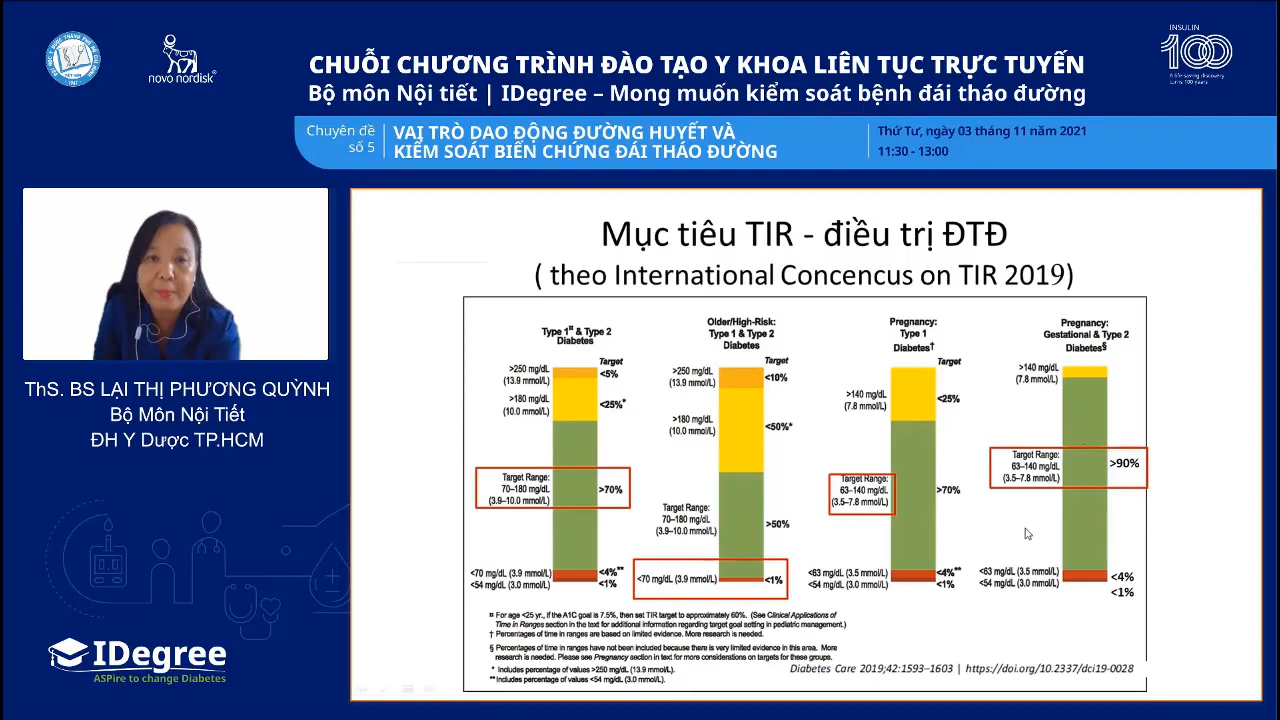 novo nordisk
INSULIN
100
A life-saving discovery
turns 100 years
CHUỖI CHƯƠNG TRÌNH ĐÀO TẠO Y KHOA LIÊN TỤC TRỰC TUYẾN
Bộ môn Nội tiết | IDegree – Mong muốn kiểm soát bệnh đái tháo đường
Chuyên đề
số 5
VAI TRÒ DAO ĐỘNG ĐƯỜNG HUYẾT VÀ
KIỂM SOÁT BIẾN CHỨNG ĐÁI THÁO ĐƯỜNG
Thứ Tư, ngày 03 tháng 11 năm 2021
11:30 - 13:00
ThS. BS LẠI THỊ PHƯƠNG QUỲNH
Bộ Môn Nội Tiết
ĐH Y Dược TP.HCM
IDegree
ASPire to change Diabetes
Mục tiêu TIR - điều trị ĐTĐ
( theo International Concencus on TIR 2019)
Type 1¤ & Type 2
Diabetes
Target
>250 mg/dL
(13.9 mmol/L)
<5%
>180 mg/dL
(10.0 mmol/L)
<25%*
Target Range:
70–180 mg/dL
(3.9–10.0 mmol/L)
>70%
<70 mg/dL (3.9 mmol/L)
<4%**
<54 mg/dL (3.0 mmol/L)
<1%
Older/High-Risk:
Type 1 & Type 2
Diabetes
Target
>250 mg/dL
(13.9 mmol/L)
<10%
>180 mg/dL
(10.0 mmol/L)
<50%*
Target Range:
70–180 mg/dL
(3.9–10.0 mmol/L)
>50%
<70 mg/dL (3.9 mmol/L)
<1%
Pregnancy:
Type 1
Diabetes†
Target
>140 mg/dL
(7.8 mmol/L)
<25%
Target Range:
63–140 mg/dL
(3.5–7.8 mmol/L)
>70%
<63 mg/dL (3.5 mmol/L)
<4%**
<54 mg/dL (3.0 mmol/L)
<1%
Pregnancy:
Gestational & Type 2
Diabetes§
>140 mg/dL
(7.8 mmol/L)
Target Range:
63–140 mg/dL
(3.5–7.8 mmol/L)
>90%
<63 mg/dL (3.5 mmol/L)
<54 mg/dL (3.0 mmol/L)
<4%
<1%
¤ For age <25 yr., if the A1C goal is 7.5%, then set TIR target to approximately 60%. (See Clinical Applications of
Time in Ranges section in the text for additional information regarding target goal setting in pediatric management.)
† Percentages of time in ranges are based on limited evidence. More research is needed.
§ Percentages of time in ranges have not been included because there is very limited evidence in this area. More
research is needed. Please see Pregnancy section in text for more considerations on targets for these groups.
* Includes percentage of values >250 mg/dL (13.9 mmol/L).
** Includes percentage of values <54 mg/dL (3.0 mmol/L).
Diabetes Care 2019;42:1593–1603 | https://doi.org/10.2337/dci19-0028